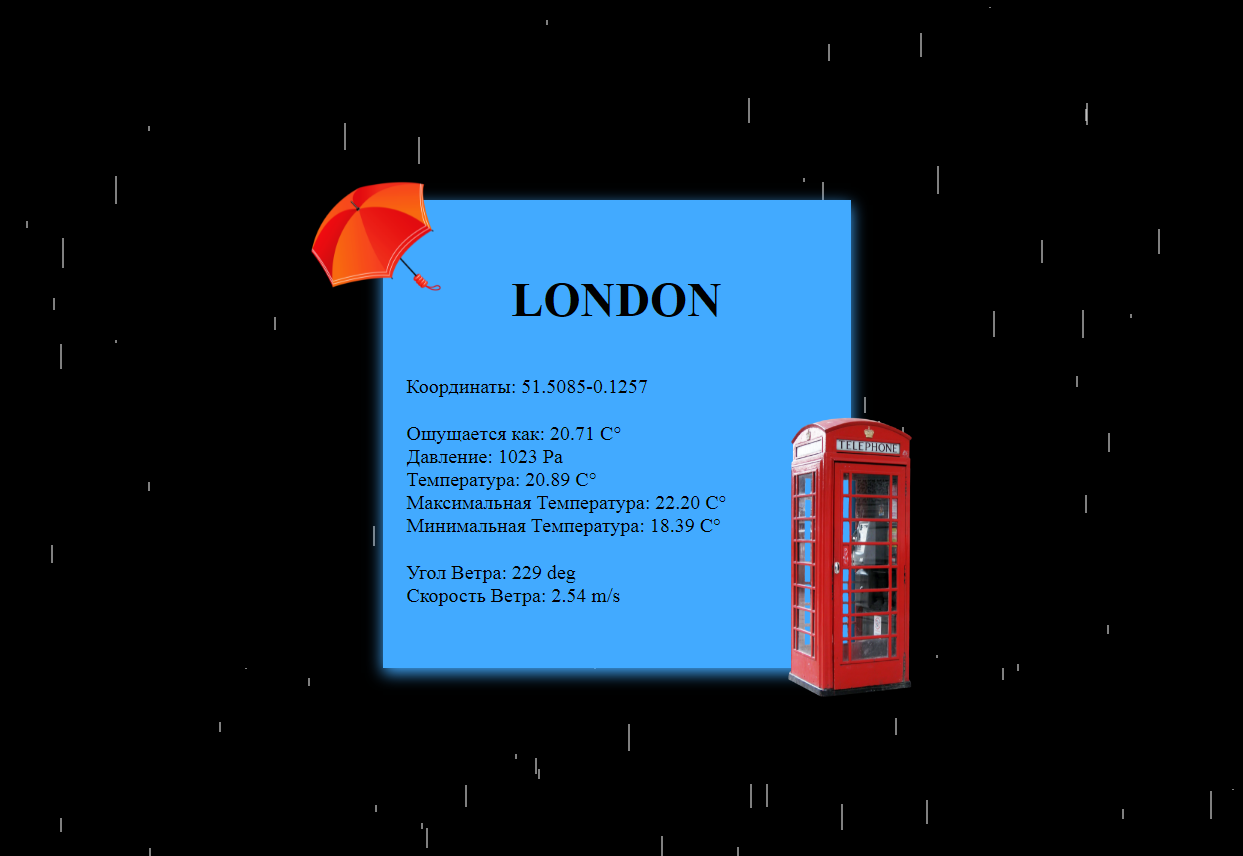 LONDON
Координаты: 51.5085-0.1257
Ощущается как: 20.71 C°
Давление: 1023 Pa
Температура: 20.89 C°
Максимальная Температура: 22.20 C°
Минимальная Температура: 18.39 C°
TELEPHONE
Угол Ветра: 229 deg
Скорость Ветра: 2.54 m/s